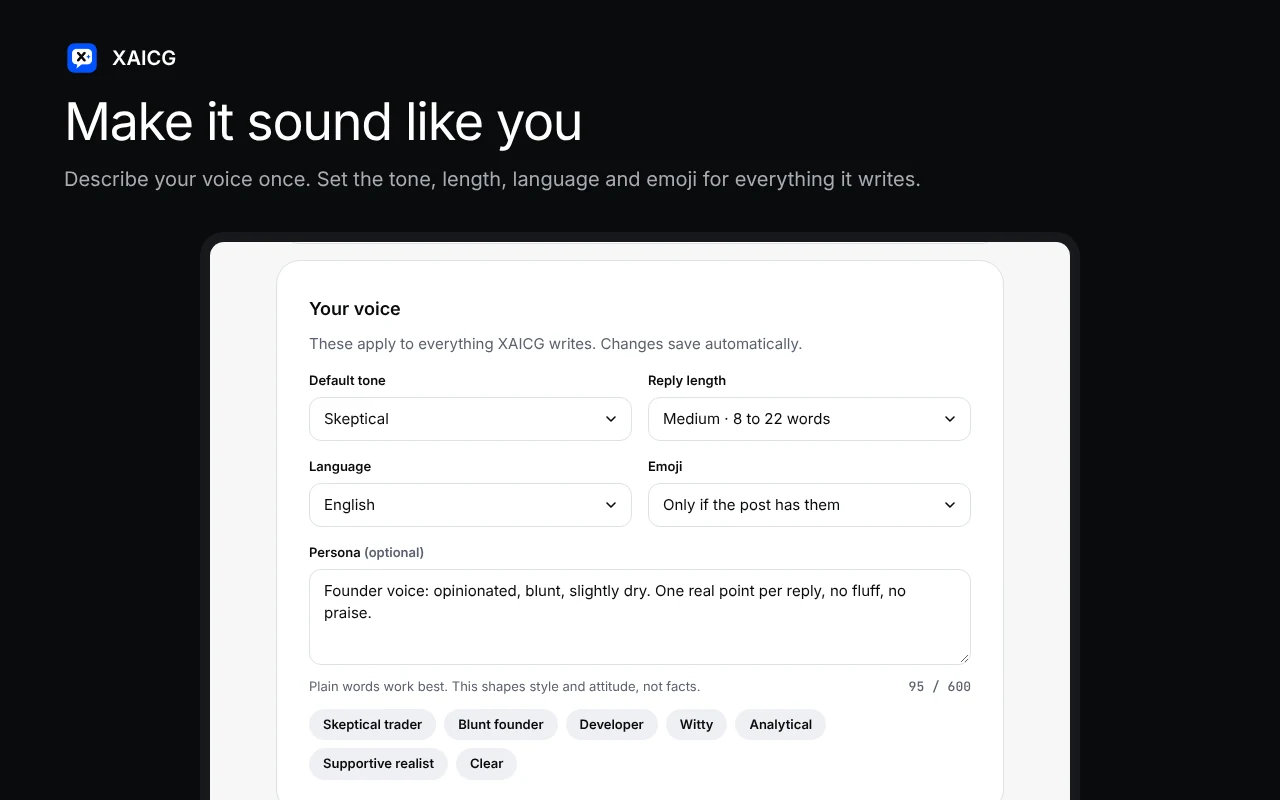 XAICG
Make it sound like you
Describe your voice once. Set the tone, length, language and emoji for everything it writes.
Your voice
These apply to everything XAICG writes. Changes save automatically.
Default tone
Reply length
Skeptical
Medium · 8 to 22 words
Language
Emoji
English
Only if the post has them
Persona (optional)
Founder voice: opinionated, blunt, slightly dry. One real point per reply, no fluff, no
praise.
Plain words work best. This shapes style and attitude, not facts.
95 / 600
Skeptical trader
Blunt founder
Developer
Witty
Analytical
Supportive realist
Clear